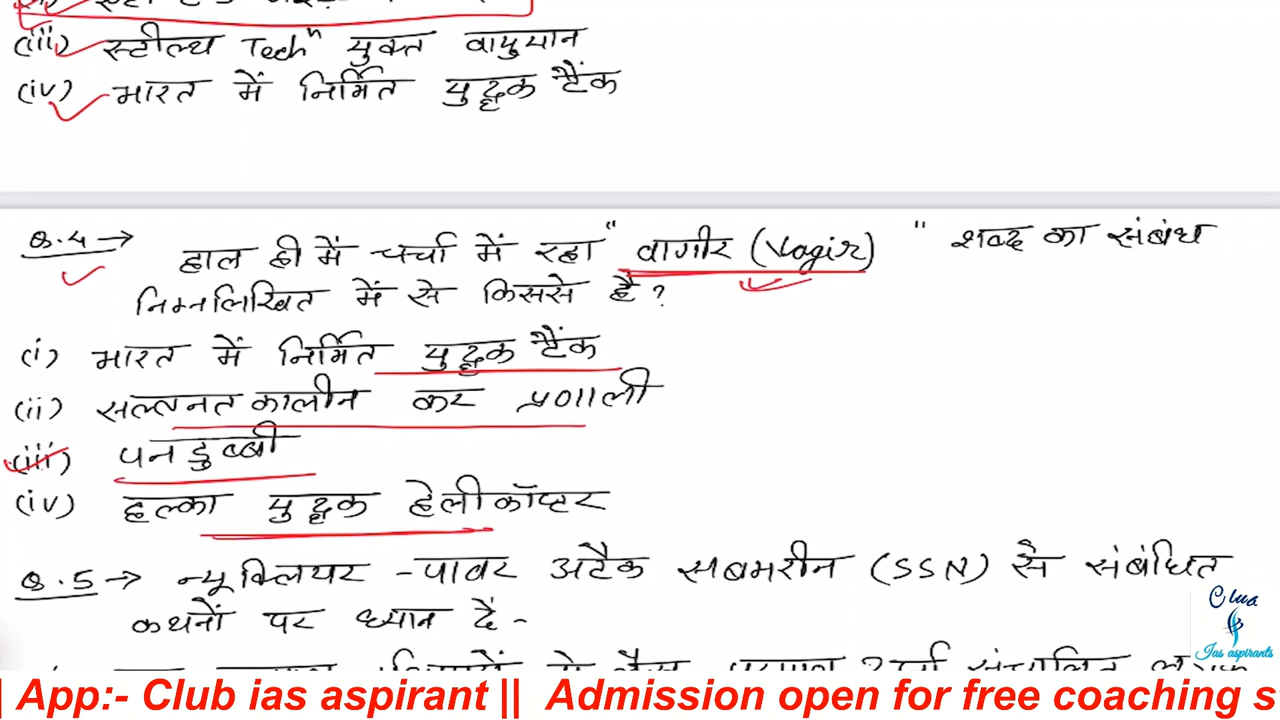 (iii) स्टील्थ Techⁿ युक्त वायुयान
(iv) भारत में निर्मित युद्धक टैंक
Q.4→ हाल ही में चर्चा में रहा "वागीर (Vagir)" शब्द का संबंध
निम्नलिखित में से किससे है?
(i) भारत में निर्मित युद्धक टैंक
(ii) सल्तनत कालीन कर प्रणाली
(iii) पनडुब्बी
(iv) हल्का युद्धक हेलीकॉप्टर
Q.5→ न्यूक्लियर -पावर अटैक सबमरीन (SSN) से संबंधित
कथनों पर ध्यान दें -
Club
Ias aspirants
|| App:- Club ias aspirant || Admission open for free coaching s